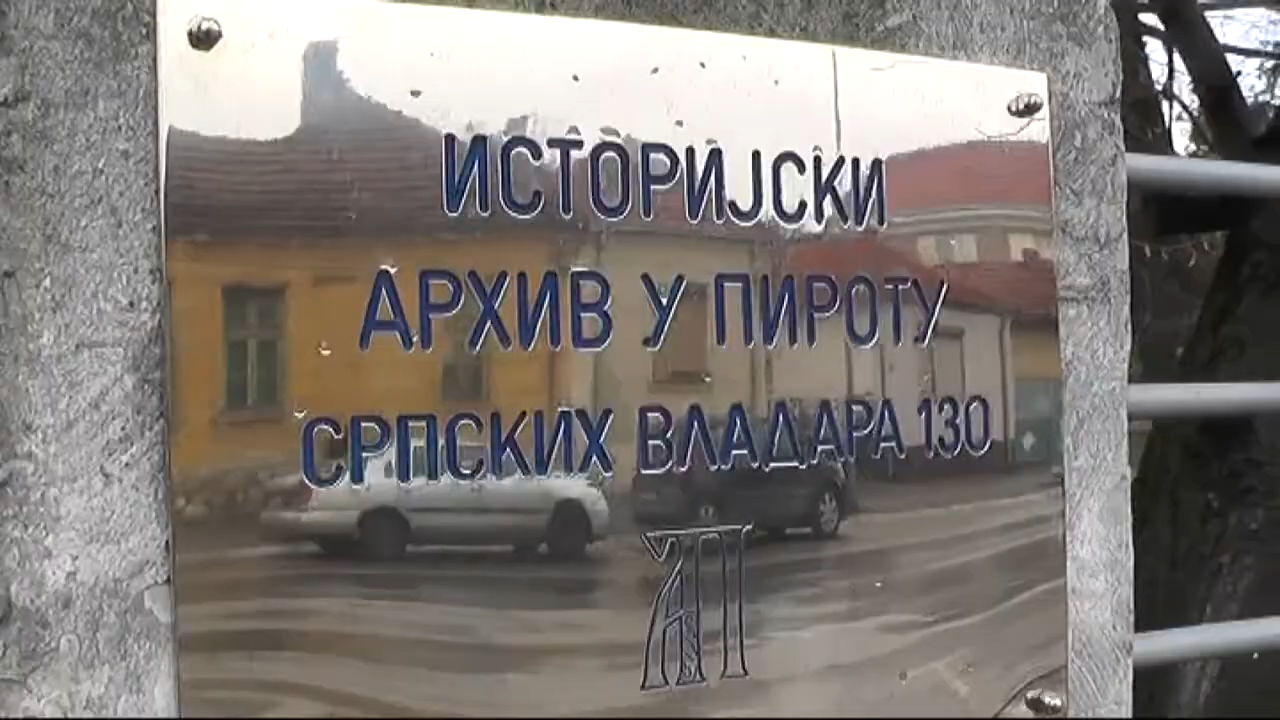 ИСТОРИЈСКИ
АРХИВ У ПИРОТУ
СРПСКИХ ВЛАДАРА 130